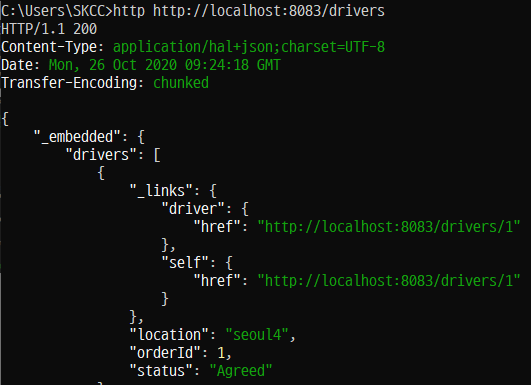 C:\Users\SKCC>http http://localhost:8083/drivers
HTTP/1.1 200
Content-Type: application/hal+json;charset=UTF-8
Date: Mon, 26 Oct 2020 09:24:18 GMT
Transfer-Encoding: chunked

{
    "_embedded": {
        "drivers": [
            {
                "_links": {
                    "driver": {
                        "href": "http://localhost:8083/drivers/1"
                    },
                    "self": {
                        "href": "http://localhost:8083/drivers/1"
                    }
                },
                "location": "seoul4",
                "orderId": 1,
                "status": "Agreed"